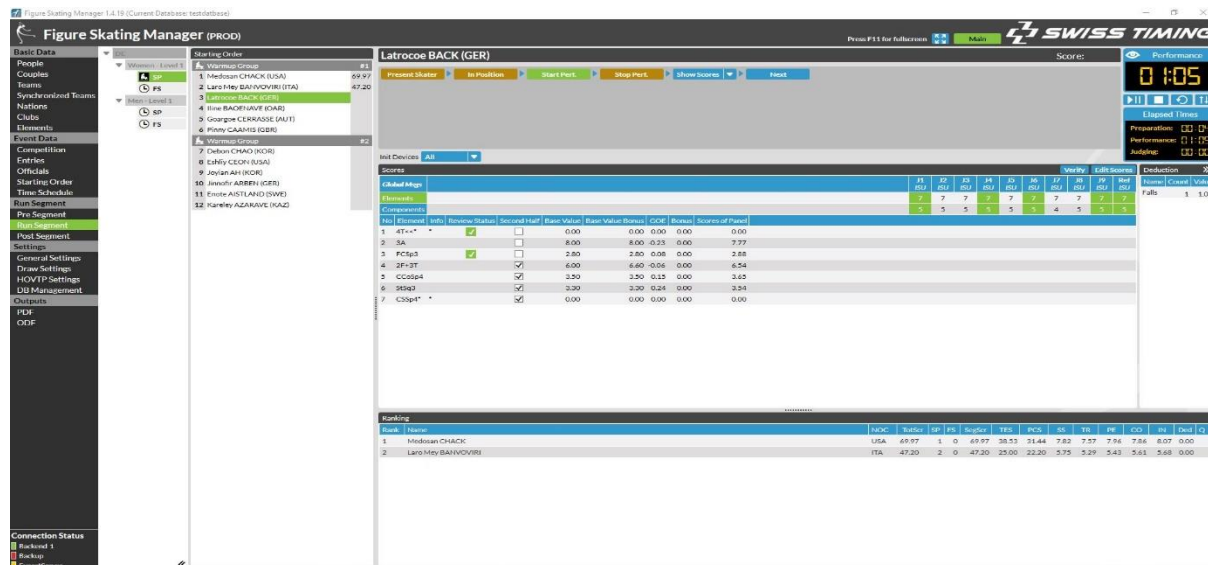 Figure Skating Manager 1.4.19 (Current Database: testdatbase)
Figure Skating Manager (PROD)
Press F11 for fullscreen
Main
SWISS TIMING
Basic Data
People
Couples
Teams
Synchronized Teams
Nations
Clubs
Elements
Event Data
Competition
Entries
Officials
Starting Order
Time Schedule
Run Segment
Pre Segment
Run Segment
Post Segment
Settings
General Settings
Draw Settings
HOVTP Settings
DB Management
Outputs
PDF
ODF
Connection Status
Backend 1
Backup
Women - Level 1
SP
FS
Men - Level 1
SP
FS
Starting Order
Warmup Group #1
1 Medosan CHACK (USA) 69.97
2 Laro Mey BANVOVIRI (ITA) 47.20
3 Latrocoe BACK (GER)
4 Iline BAOENAVE (OAR)
5 Goargoe CERRASSE (AUT)
6 Pinny CAAMIS (GBR)
Warmup Group #2
7 Debon CHAO (KOR)
8 Eshliy CEON (USA)
9 Joyian AH (KOR)
10 Jinnofir ARBEN (GER)
11 Enote AISTLAND (SWE)
12 Kareley AZARAVE (KAZ)
Latrocoe BACK (GER) Score:
Present Skater In Position Start Perf. Stop Perf. Show Scores Next
Init Devices All
Performance
01:05
Elapsed Times
Preparation:
Performance:
Judging:
Scores Verify Edit Scores
Global Msgs J1 ISU J2 ISU J3 ISU J4 ISU J5 ISU J6 ISU J7 ISU J8 ISU J9 ISU Ref ISU
Elements 7 7 7 7 7 7 7 7 7 7
Components 5 5 5 5 5 5 4 5 5 5
No Element Info Review Status Second Half Base Value Base Value Bonus GOE Bonus Scores of Panel
1 4T<<* * 0.00 0.00 0.00 0.00 0.00
2 3A 8.00 8.00 -0.23 0.00 7.77
3 FCSp3 2.80 2.80 0.08 0.00 2.88
4 2F+3T 6.00 6.60 -0.06 0.00 6.54
5 CCoSp4 3.50 3.50 0.15 0.00 3.65
6 StSq3 3.30 3.30 0.24 0.00 3.54
7 CSSp4* * 0.00 0.00 0.00 0.00 0.00
Deduction
Name Count Valu
Falls 1 1.0
Ranking
Rank Name NOC TotScr SP FS SegScr TES PCS SS TR PE CO IN Ded Q
1 Medosan CHACK USA 69.97 1 0 69.97 38.53 31.44 7.82 7.57 7.96 7.86 8.07 0.00
2 Laro Mey BANVOVIRI ITA 47.20 2 0 47.20 25.00 22.20 5.75 5.29 5.43 5.61 5.68 0.00